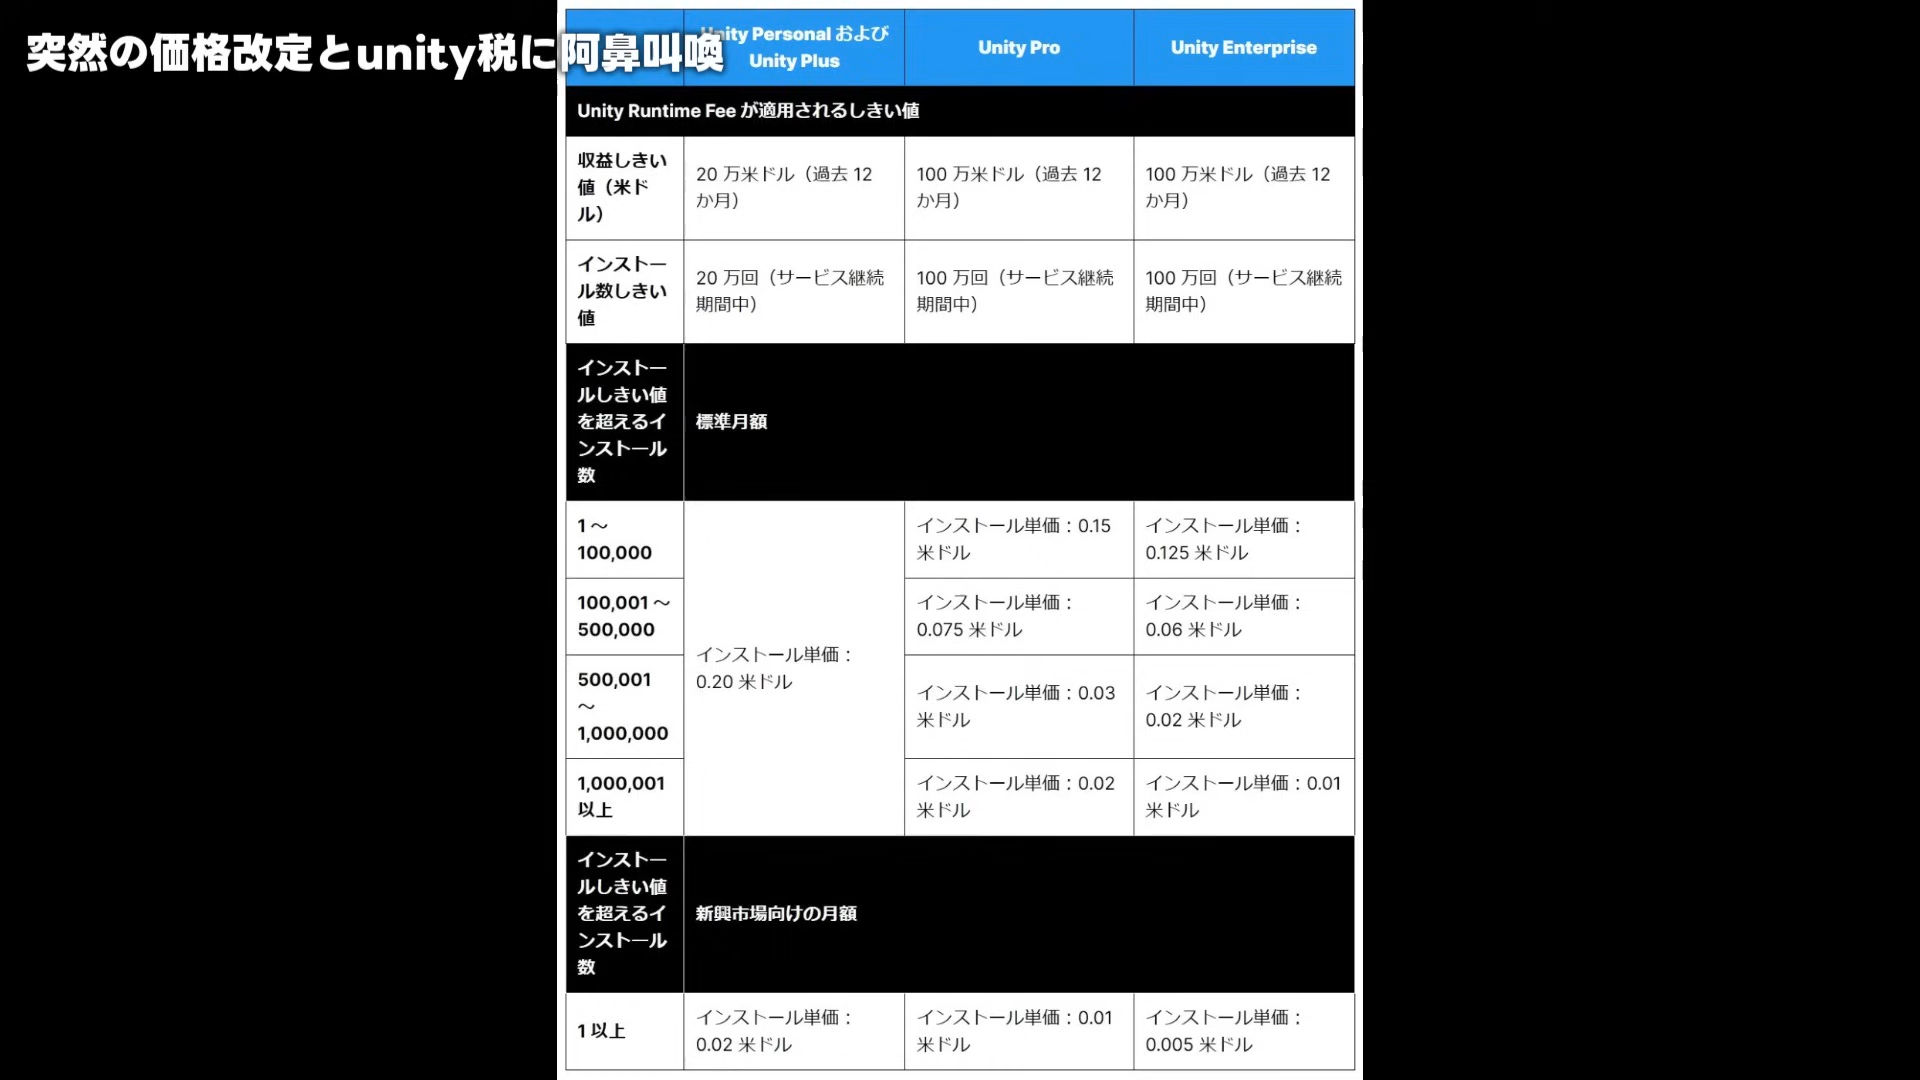 突然の価格改定とunity税に阿鼻叫喚
Unity Personal および
Unity Plus
Unity Pro
Unity Enterprise
Unity Runtime Fee が適用されるしきい値
収益しきい
値（米ド
ル）
20 万米ドル（過去 12
か月）
100 万米ドル（過去 12
か月）
100 万米ドル（過去 12
か月）
インストー
ル数しきい
値
20 万回（サービス継続
期間中）
100 万回（サービス継続
期間中）
100 万回（サービス継続
期間中）
インストー
ルしきい値
を超えるイ
ンストール
数
標準月額
1 ～
100,000
インストール単価：
0.20 米ドル
インストール単価：0.15
米ドル
インストール単価：
0.125 米ドル
100,001 ～
500,000
インストール単価：
0.075 米ドル
インストール単価：
0.06 米ドル
500,001
～
1,000,000
インストール単価：0.03
米ドル
インストール単価：
0.02 米ドル
1,000,001
以上
インストール単価：0.02
米ドル
インストール単価：0.01
米ドル
インストー
ルしきい値
を超えるイ
ンストール
数
新興市場向けの月額
1 以上
インストール単価：
0.02 米ドル
インストール単価：0.01
米ドル
インストール単価：
0.005 米ドル